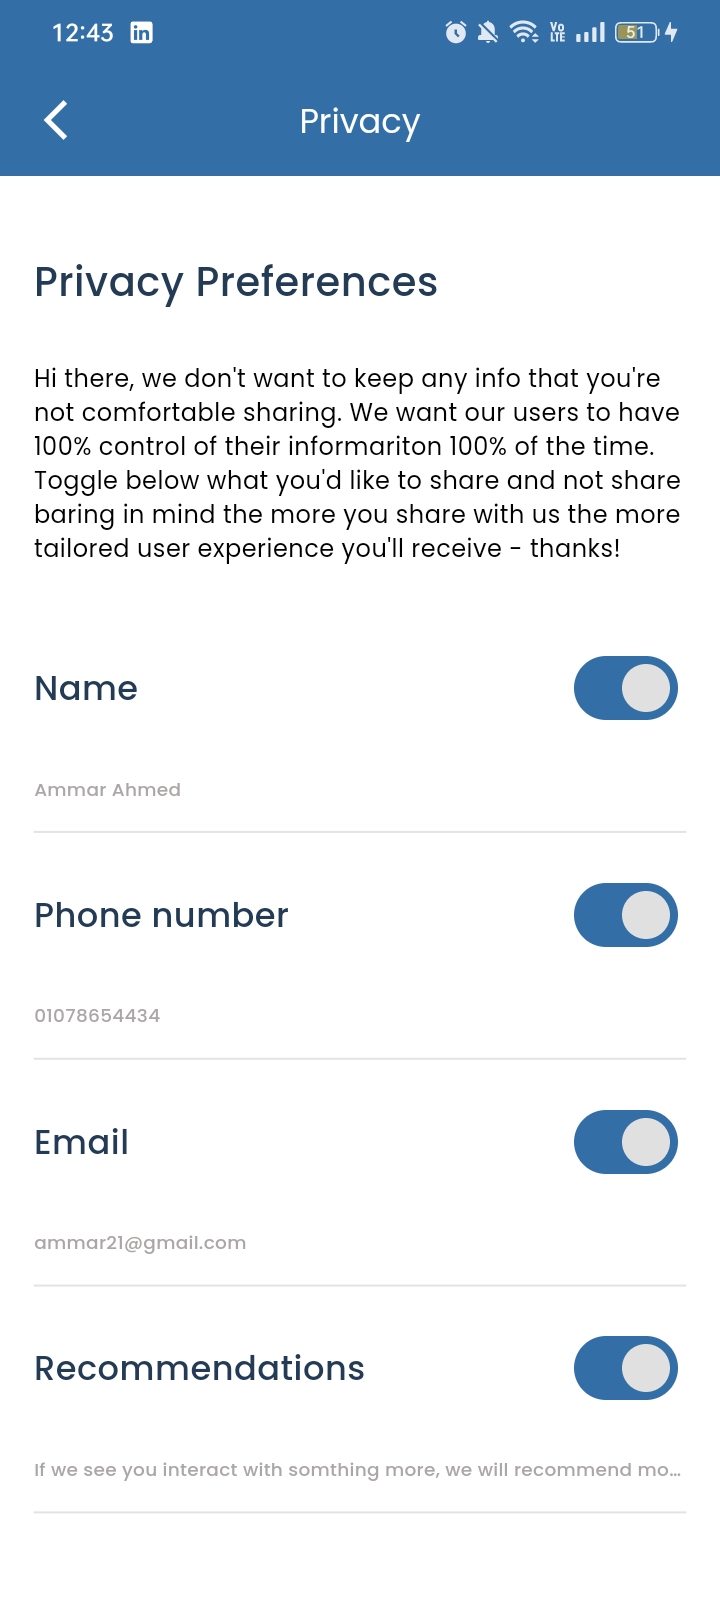 12:43 in Vo LTE 51
Privacy
Privacy Preferences
Hi there, we don't want to keep any info that you're
not comfortable sharing. We want our users to have
100% control of their informariton 100% of the time.
Toggle below what you'd like to share and not share
baring in mind the more you share with us the more
tailored user experience you'll receive - thanks!
Name
Ammar Ahmed
Phone number
01078654434
Email
ammar21@gmail.com
Recommendations
If we see you interact with somthing more, we will recommend mo...